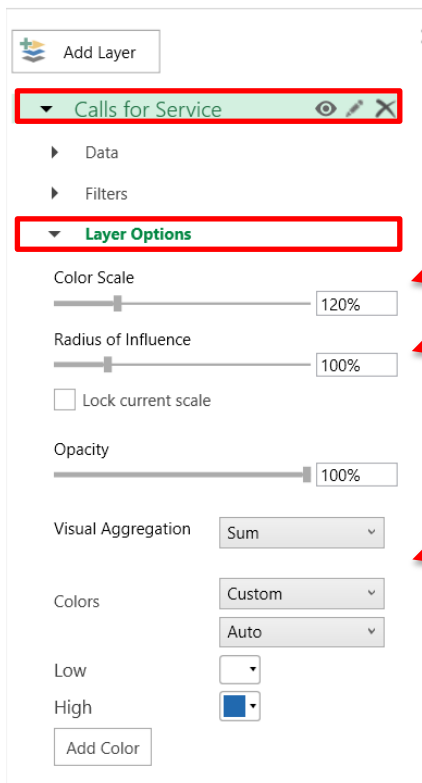 Add Layer
Calls for Service
Data
Filters
Layer Options
Color Scale
120%
Radius of Influence
100%
Lock current scale
Opacity
100%
Visual Aggregation Sum
Colors Custom
Auto
Low
High
Add Color